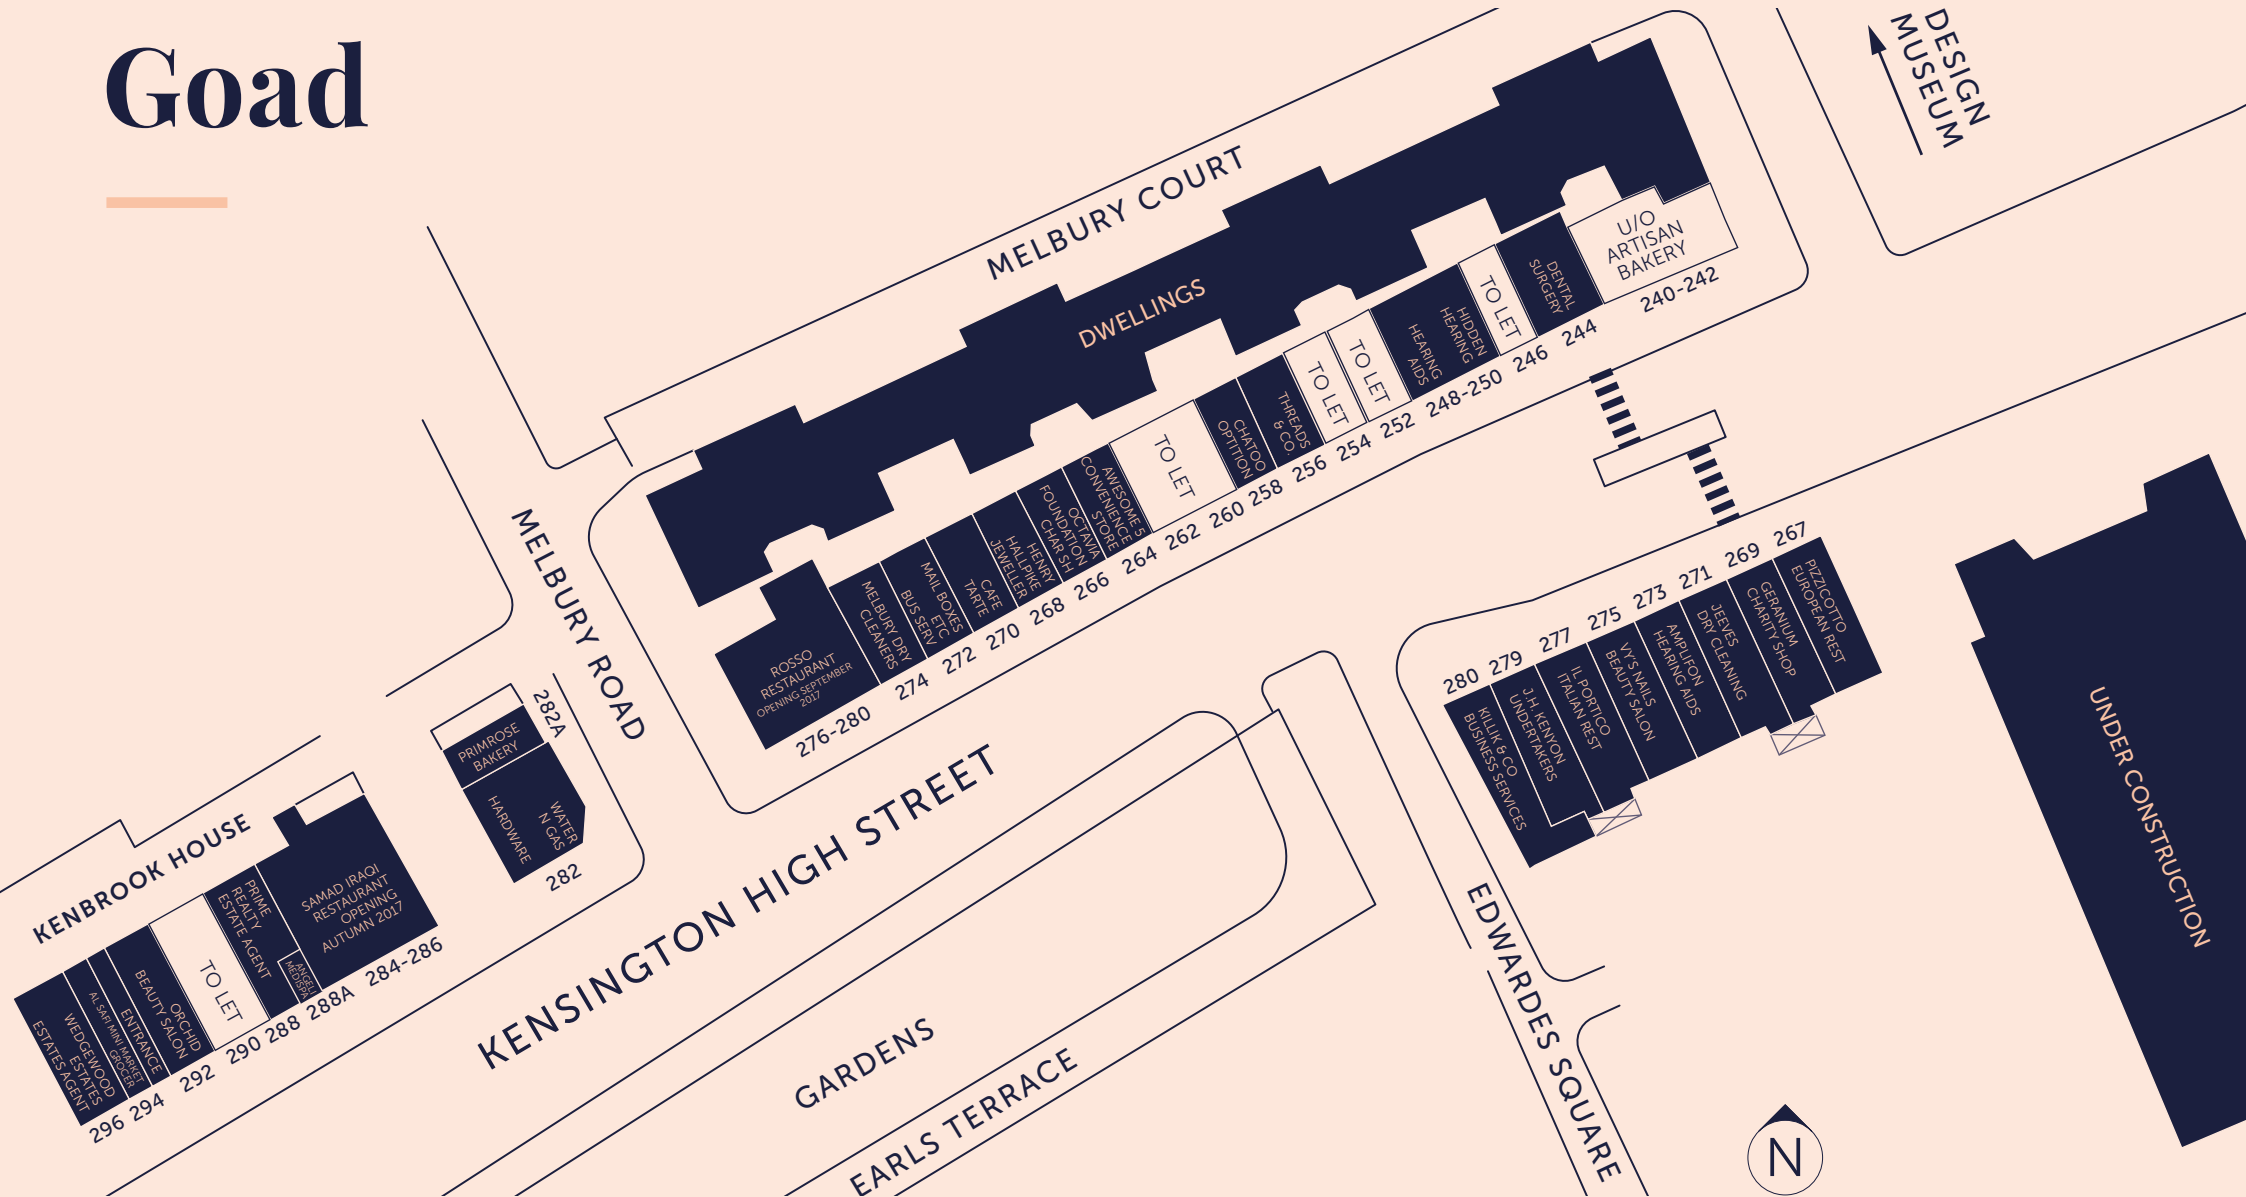 Goad
DESIGN
MUSEUM
MELBURY COURT
DWELLINGS
U/O
ARTISAN
BAKERY
240-242
DENTAL
SURGERY
244
TO LET
246
HIDDEN
HEARING
HEARING
AIDS
248-250
TO LET
252
TO LET
254
THREADS
& CO.
256
CHATOO
OPTITION
258
260
TO LET
262
AWESOME 5
CONVENIENCE
STORE
264
OCTAVIA
FOUNDATION
CHAR SH
266
HENRY
HALLPIKE
JEWELLER
268
CAFE
TARTE
270
MAIL BOXES
ETC
BUS SERV
272
MELBURY DRY
CLEANERS
274
ROSSO
RESTAURANT
OPENING SEPTEMBER
2017
276-280
MELBURY ROAD
282A
PRIMROSE
BAKERY
WATER
N GAS
HARDWARE
282
KENBROOK HOUSE
SAMAD IRAQI
RESTAURANT
OPENING
AUTUMN 2017
284-286
ANGELI
MEDISPA
288A
PRIME
REALTY
ESTATE AGENT
288
TO LET
290
ORCHID
BEAUTY SALON
292
ENTRANCE
AL SAFI MINI MARKET
GROCER
294
WEDGEWOOD
ESTATES
ESTATES AGENT
296
KENSINGTON HIGH STREET
GARDENS
EARLS TERRACE
EDWARDES SQUARE
280
KILLIK & CO
BUSINESS SERVICES
279
J.H. KENYON
UNDERTAKERS
277
IL PORTICO
ITALIAN REST
275
VY'S NAILS
BEAUTY SALON
273
AMPLIFON
HEARING AIDS
271
JEEVES
DRY CLEANING
269
GERANIUM
CHARITY SHOP
267
PIZZICOTTO
EUROPEAN REST
UNDER CONSTRUCTION
N